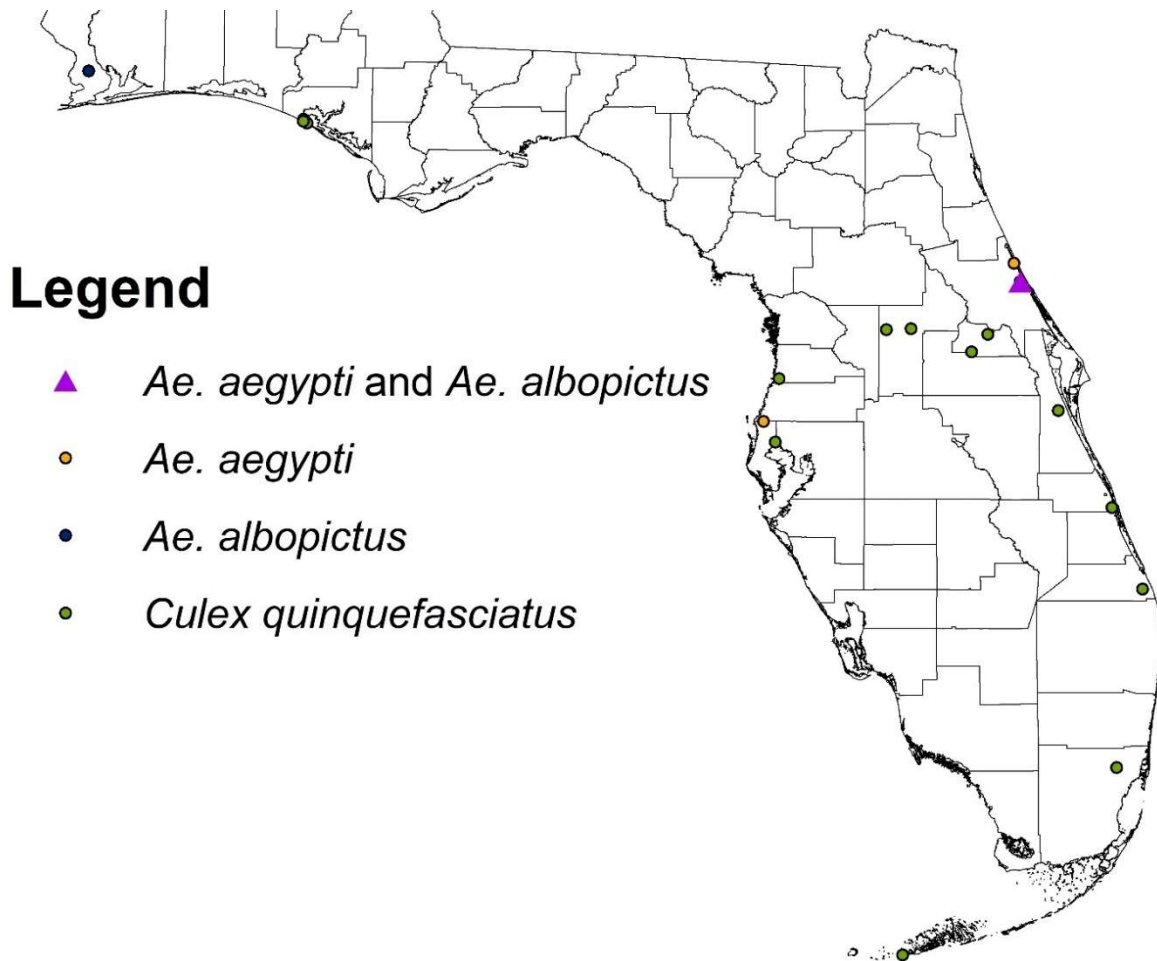 Legend
Ae. aegypti and Ae. albopictus
Ae. aegypti
Ae. albopictus
Culex quinquefasciatus